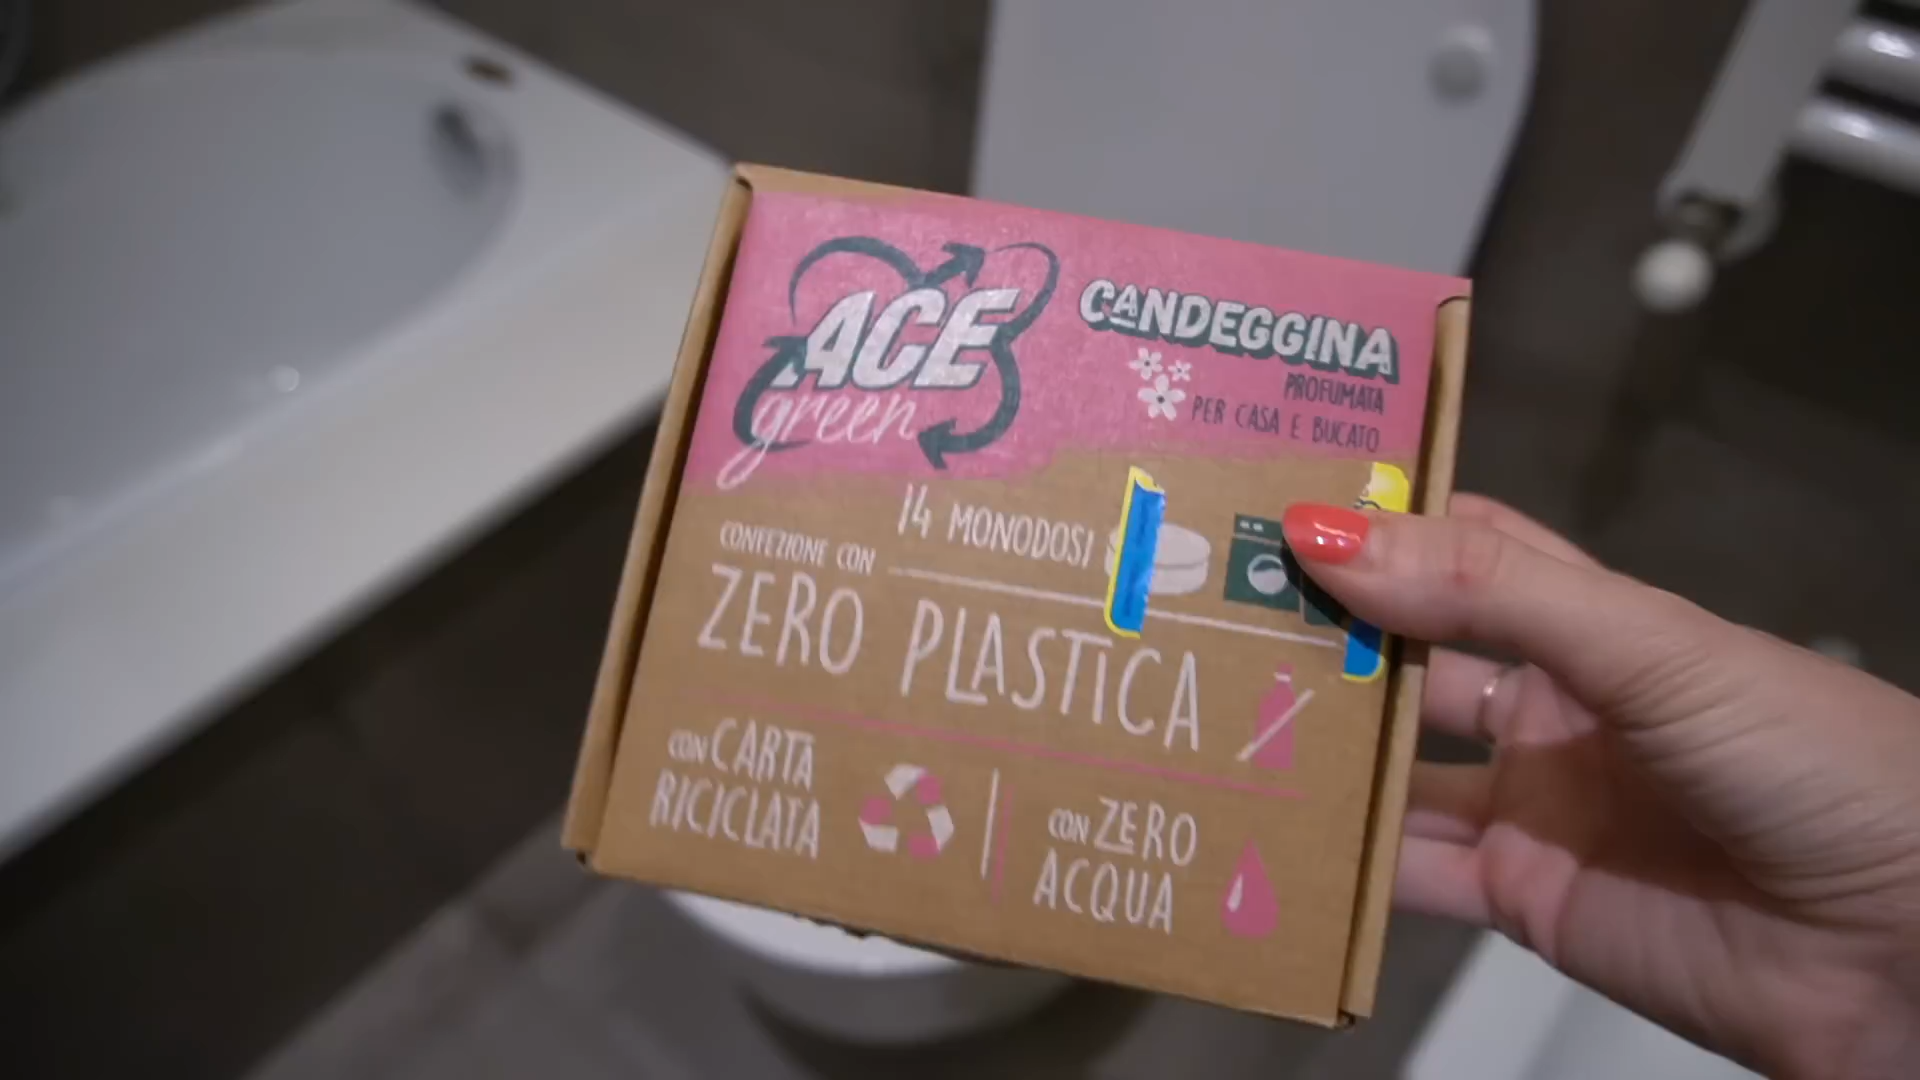 ACE
green
CANDEGGINA
PROFUMATA
PER CASA E BUCATO
14 MONODOSI
CONFEZIONE CON
ZERO PLASTICA
CON CARTA
RICICLATA
CON ZERO
ACQUA